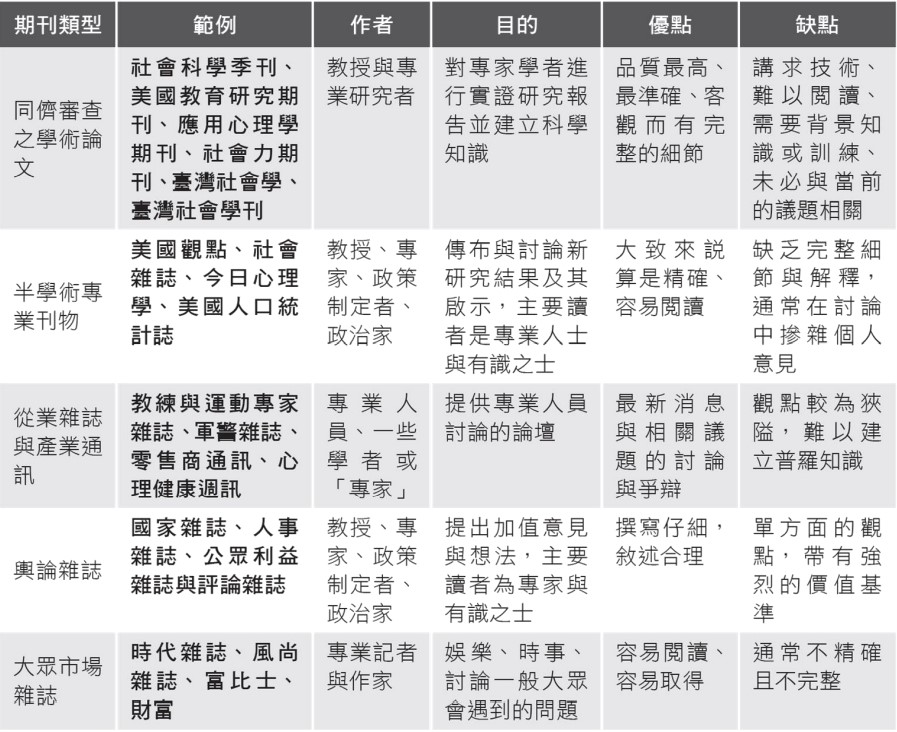 期刊類型 範例 作者 目的 優點 缺点
同儕審查
之學術論
文
社會科學季刊、
美國教育研究期
刊、應用心理學
期刊、社會力期
刊、臺灣社會學、
臺灣社會學刊
教授與專
業研究者
對專家學者進
行實證研究報
告並建立科學
知識
品質最高、
最準確、客
觀而有完
整的細節
講求技術、
難以閱讀、
需要背景知
識或訓練、
未必與當前
的議題相關
半學術專
業刊物
美國觀點、社會
雜誌、今日心理
學、美國人口統
計誌
教授、專
家、政策
制定者、
政治家
傳布與討論新
研究結果及其
啟示，主要讀
者是專業人士
與有識之士
大致來説
算是精確、
容易閱讀
缺乏完整細
節與解釋，
通常在討論
中摻雜個人
意見
從業雜誌
與產業通
訊
教練與運動專家
雜誌、軍警雜誌、
零售商通訊、心
理健康週訊
專業人
員、一些
學者或
「專家」
提供專業人員
討論的論壇
最新消息
與相關議
題的討論
與爭辯
觀點較為狹
隘，難以建
立普羅知識
輿論雜誌
國家雜誌、人事
雜誌、公眾利益
雜誌與評論雜誌
教授、專
家、政策
制定者、
政治家
提出加值意見
與想法，主要
讀者為專家與
有識之士
撰寫仔細，
敘述合理
單方面的觀
點，帶有強
烈的價值基
準
大眾市場
雜誌
時代雜誌、風尚
雜誌、富比士、
財富
專業記者
與作家
娛樂、時事、
討論一般大眾
會遇到的問題
容易閱讀、
容易取得
通常不精確
且不完整